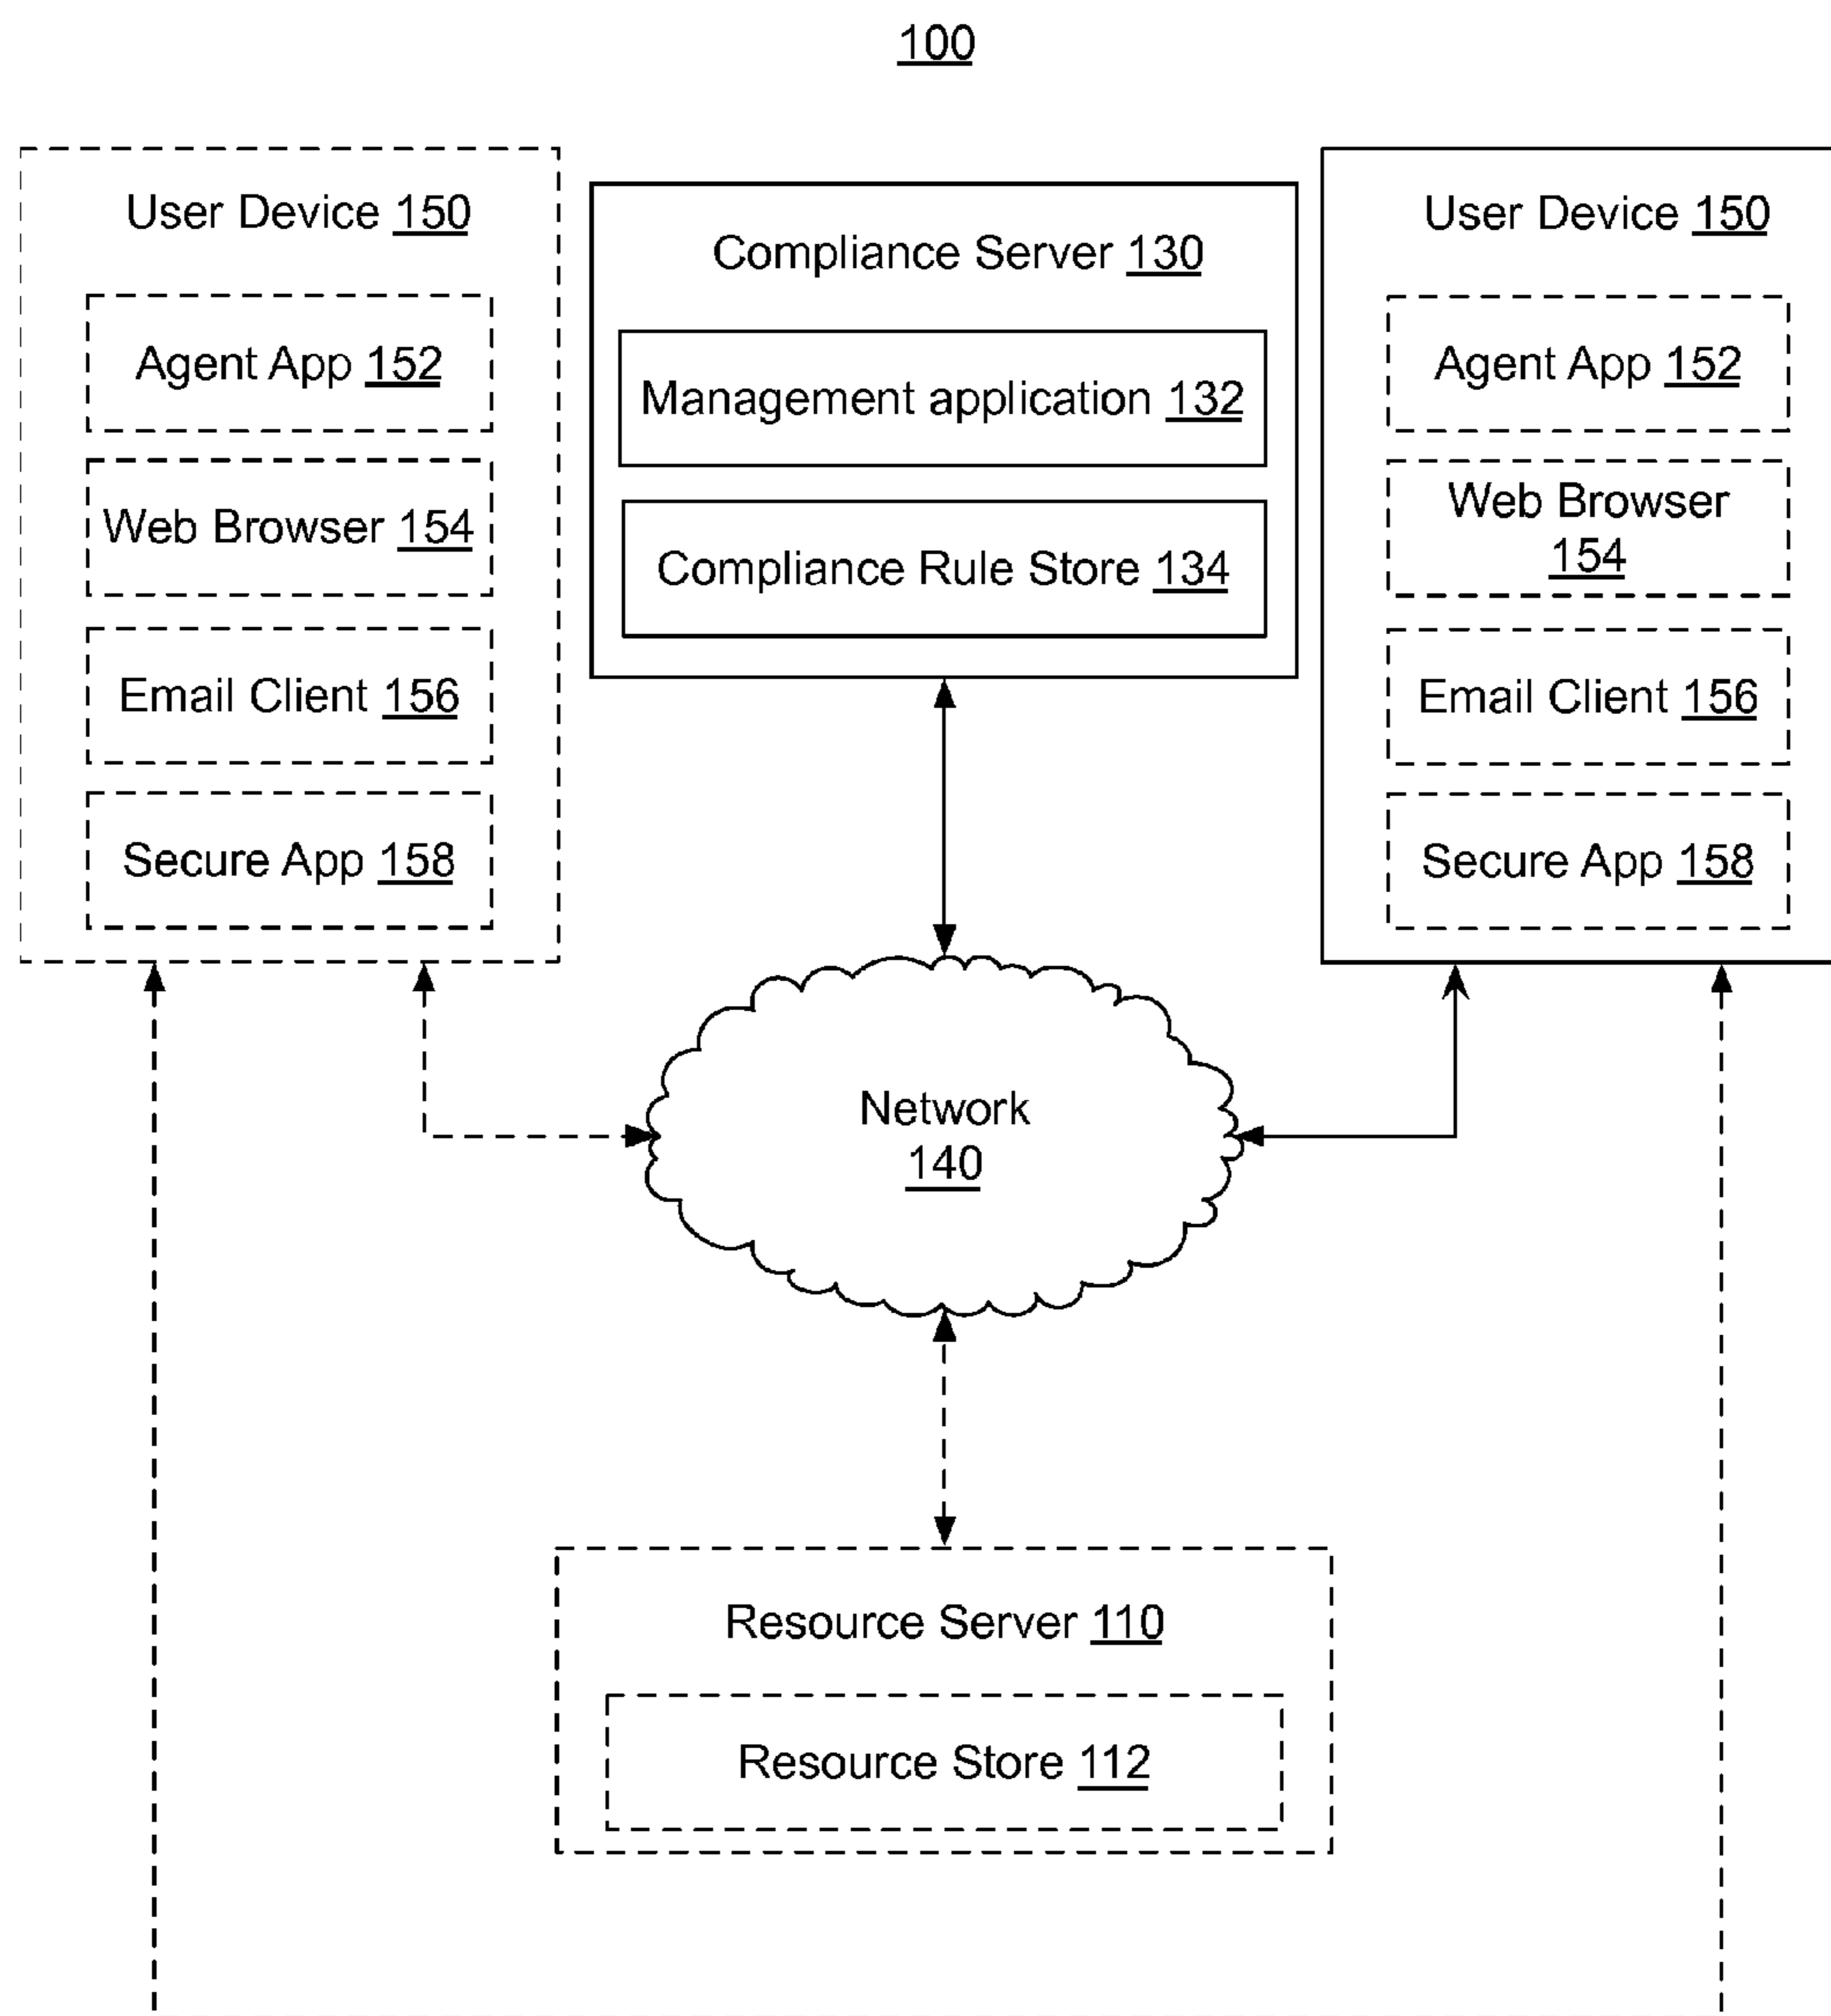 100
User Device 150
Agent App 152
Web Browser 154
Email Client 156
Secure App 158
Compliance Server 130
Management application 132
Compliance Rule Store 134
User Device 150
Agent App 152
Web Browser
154
Email Client 156
Secure App 158
Network
140
Resource Server 110
Resource Store 112